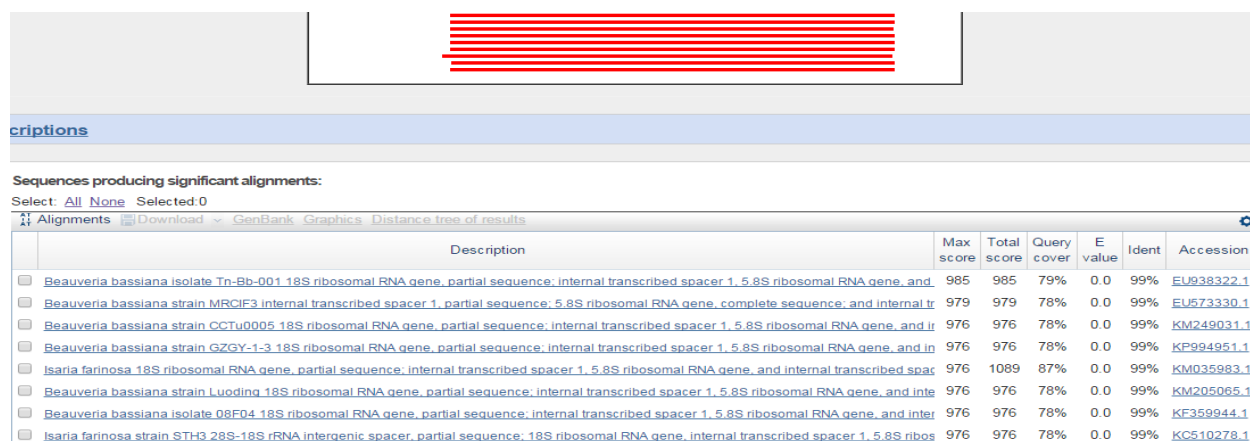 criptions
Sequences producing significant alignments:
Select: All None Selected:0
Alignments Download GenBank Graphics Distance tree of results
Description Max score Total score Query cover E value Ident Accession
Beauveria bassiana isolate Tn-Bb-001 18S ribosomal RNA gene, partial sequence; internal transcribed spacer 1, 5.8S ribosomal RNA gene, and 985 985 79% 0.0 99% EU938322.1
Beauveria bassiana strain MRCIF3 internal transcribed spacer 1, partial sequence; 5.8S ribosomal RNA gene, complete sequence; and internal tr 979 979 78% 0.0 99% EU573330.1
Beauveria bassiana strain CCTu0005 18S ribosomal RNA gene, partial sequence; internal transcribed spacer 1, 5.8S ribosomal RNA gene, and ir 976 976 78% 0.0 99% KM249031.1
Beauveria bassiana strain GZGY-1-3 18S ribosomal RNA gene, partial sequence; internal transcribed spacer 1, 5.8S ribosomal RNA gene, and in 976 976 78% 0.0 99% KP994951.1
Isaria farinosa 18S ribosomal RNA gene, partial sequence; internal transcribed spacer 1, 5.8S ribosomal RNA gene, and internal transcribed spac 976 1089 87% 0.0 99% KM035983.1
Beauveria bassiana strain Luoding 18S ribosomal RNA gene, partial sequence; internal transcribed spacer 1, 5.8S ribosomal RNA gene, and inte 976 976 78% 0.0 99% KM205065.1
Beauveria bassiana isolate 08F04 18S ribosomal RNA gene, partial sequence; internal transcribed spacer 1, 5.8S ribosomal RNA gene, and inter 976 976 78% 0.0 99% KF359944.1
Isaria farinosa strain STH3 28S-18S rRNA intergenic spacer, partial sequence; 18S ribosomal RNA gene, internal transcribed spacer 1, 5.8S ribos 976 976 78% 0.0 99% KC510278.1